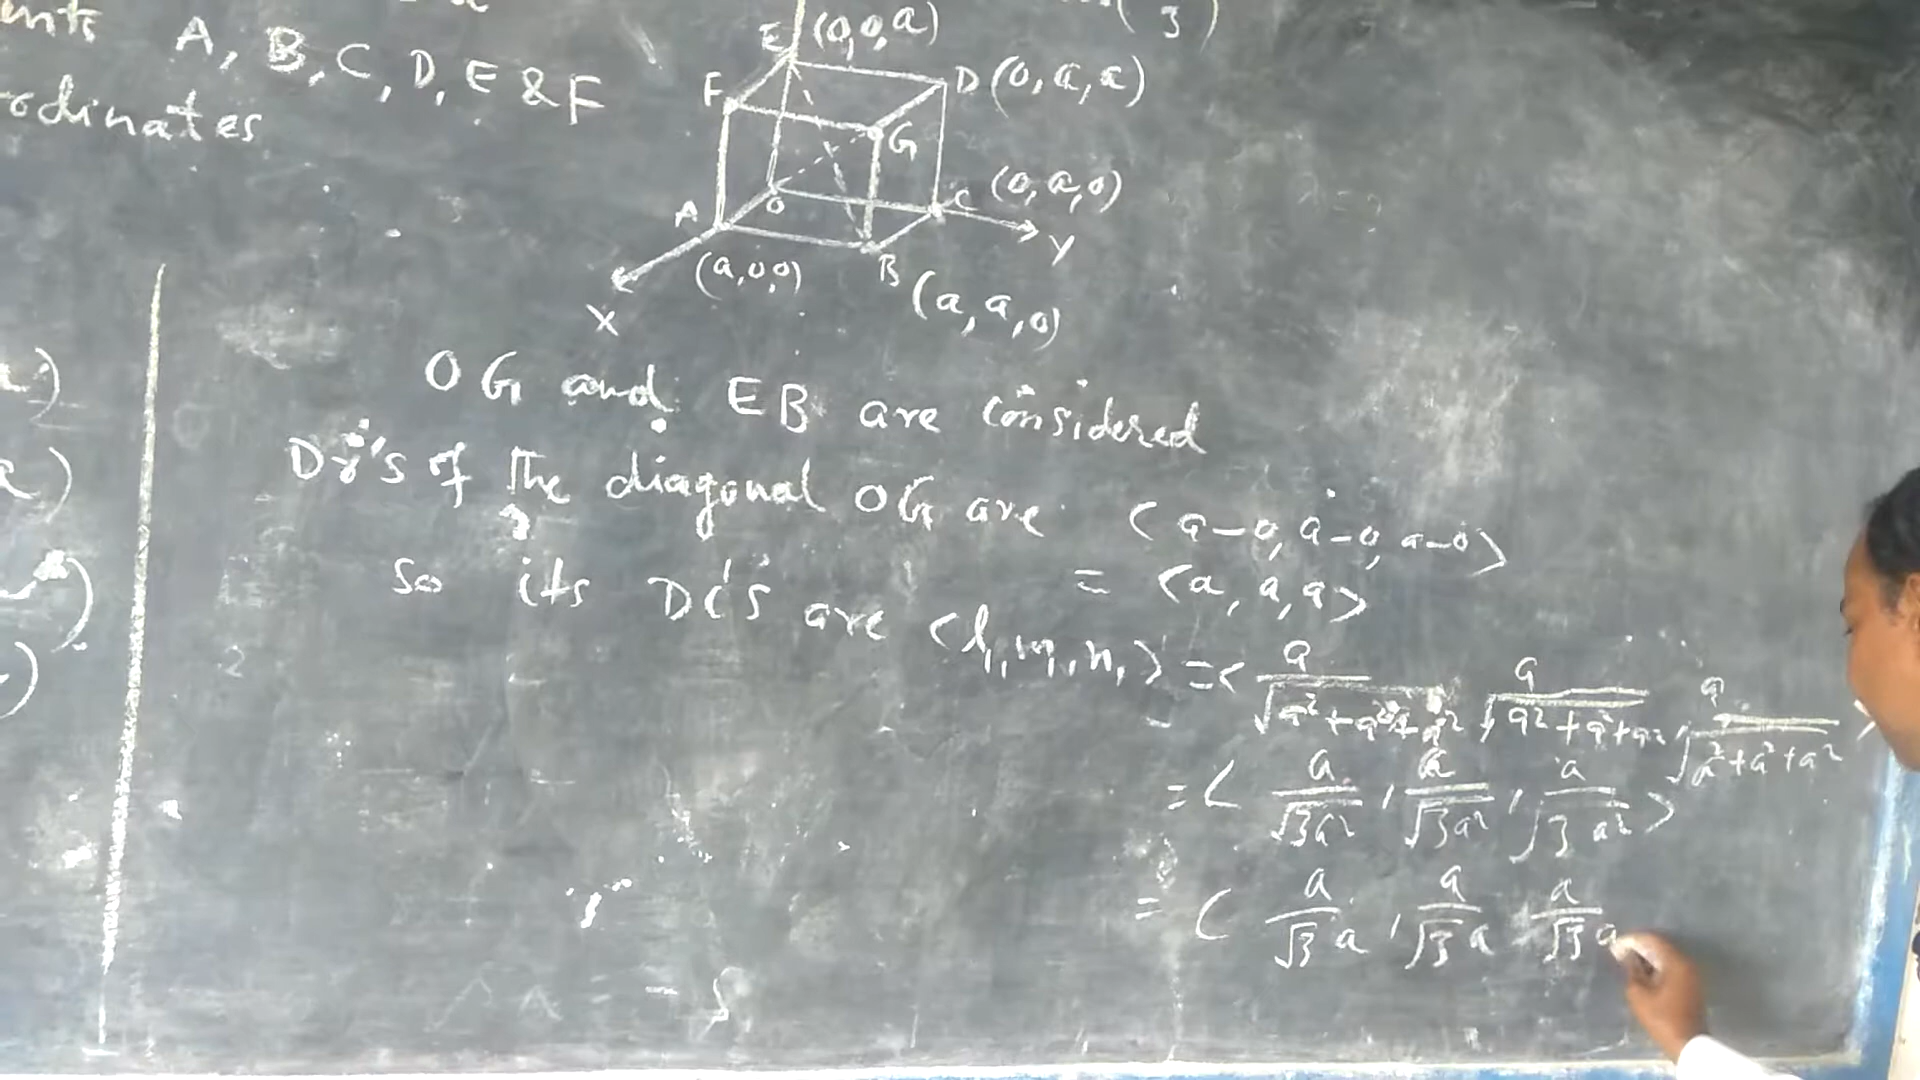 A, B, C, D, E & F
E (0,0,a)
F D (0, a, a)
G
A O C (0, a, 0)
Y
(a,0,0) B (a, a, 0)
X
OG and EB are considered
Dr's of the diagonal OG are < a-0, a-0, a-0>
= <a, a, a>
So its DC's are <l₁, m₁, n₁> = < a/√(a²+a²+a²), a/√(a²+a²+a²), a/√(a²+a²+a²) >
= < a/√3a², a/√3a², a/√3a² >
= < a/√3 a, a/√3 a a/√3 a